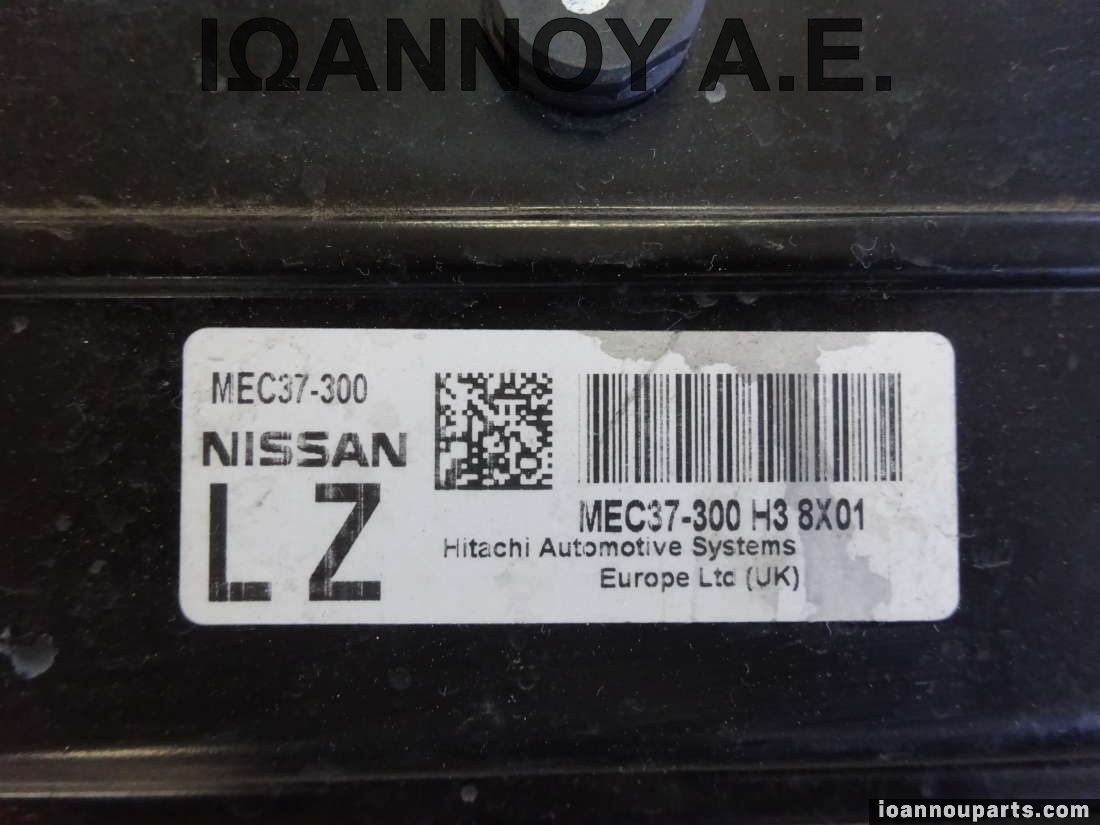 ΙΩΑΝΝΟΥ Α.Ε.
MEC37-300
NISSAN
LZ
MEC37-300 H3 8X01
Hitachi Automotive Systems
Europe Ltd (UK)
ioannouparts.com